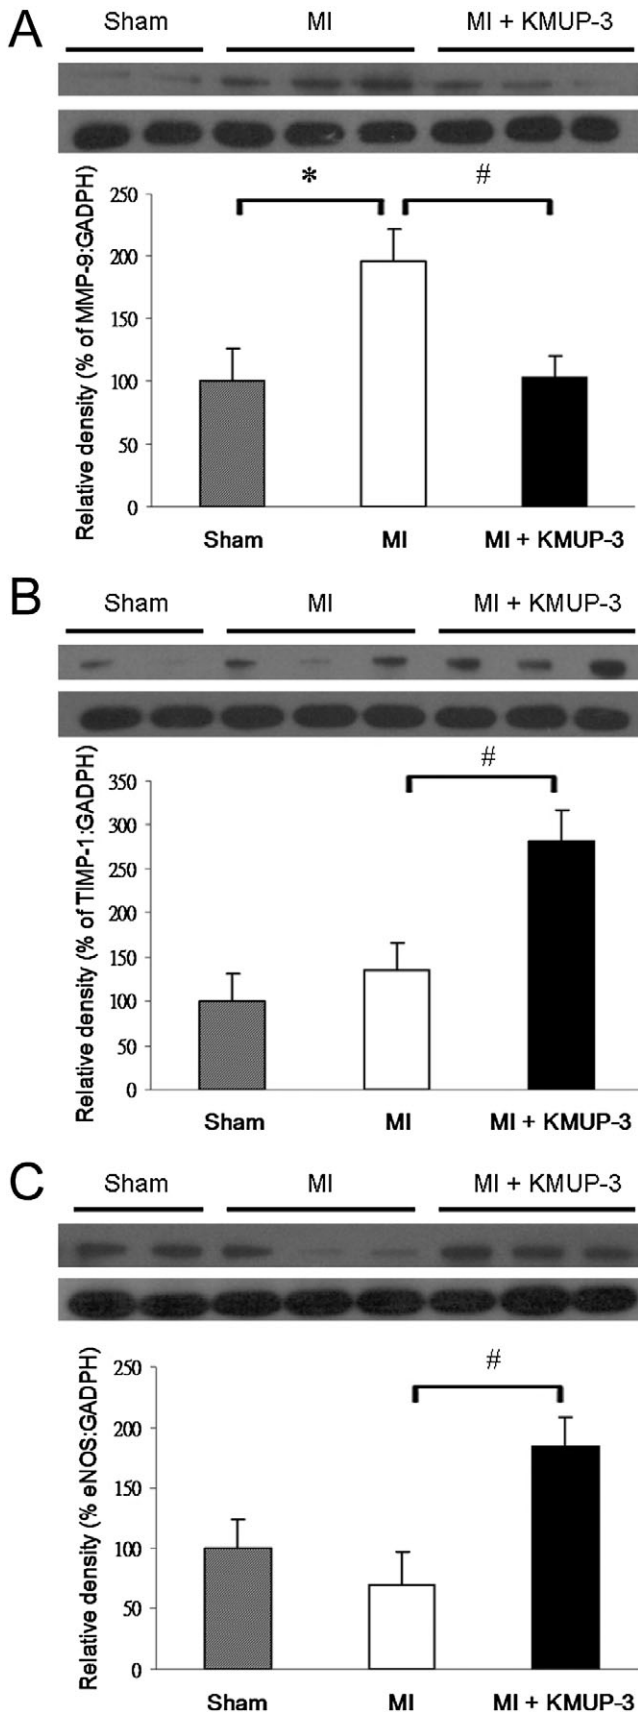 A
Sham MI MI + KMUP-3
* #
Relative density (% of MMP-9:GADPH)
250
200
150
100
50
0
Sham MI MI + KMUP-3
B
Sham MI MI + KMUP-3
#
Relative density (% of TIMP-1:GADPH)
350
300
250
200
150
100
50
0
Sham MI MI + KMUP-3
C
Sham MI MI + KMUP-3
#
Relative density (% eNOS:GADPH)
250
200
150
100
50
0
Sham MI MI + KMUP-3